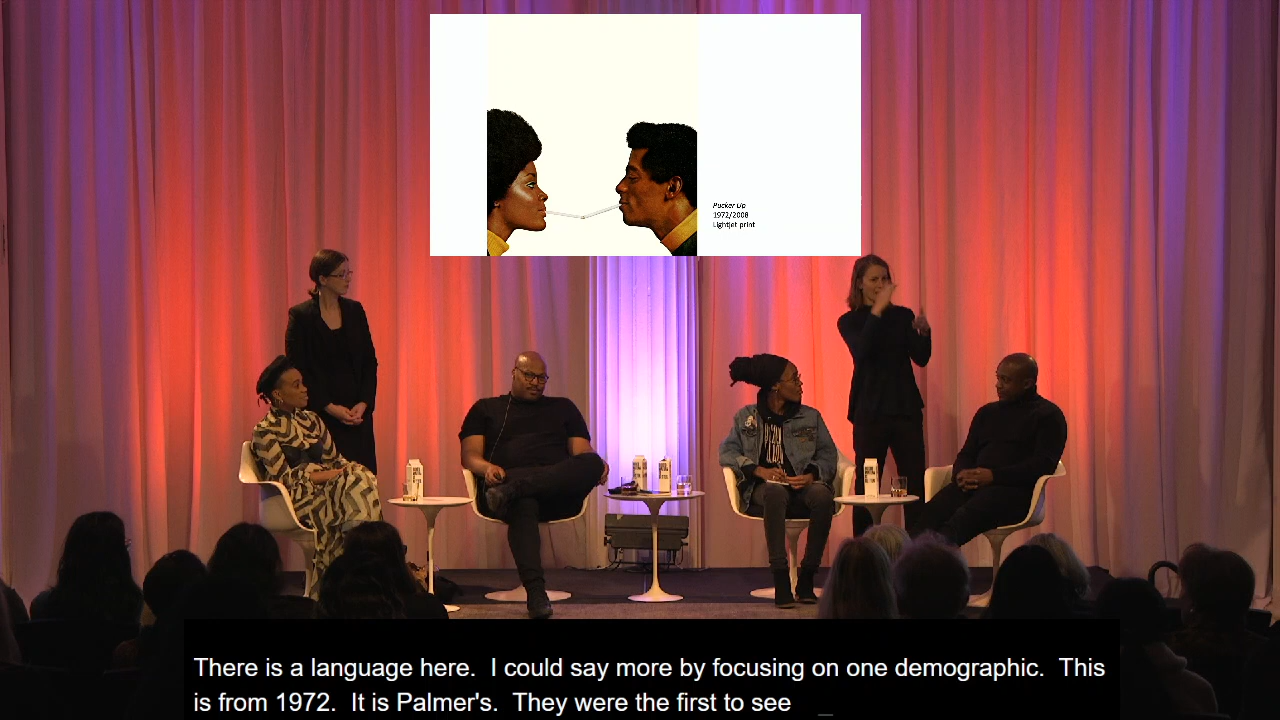 Pucker Up
1972/2008
Lightjet print
There is a language here.  I could say more by focusing on one demographic.  This
is from 1972.  It is Palmer's.  They were the first to see _